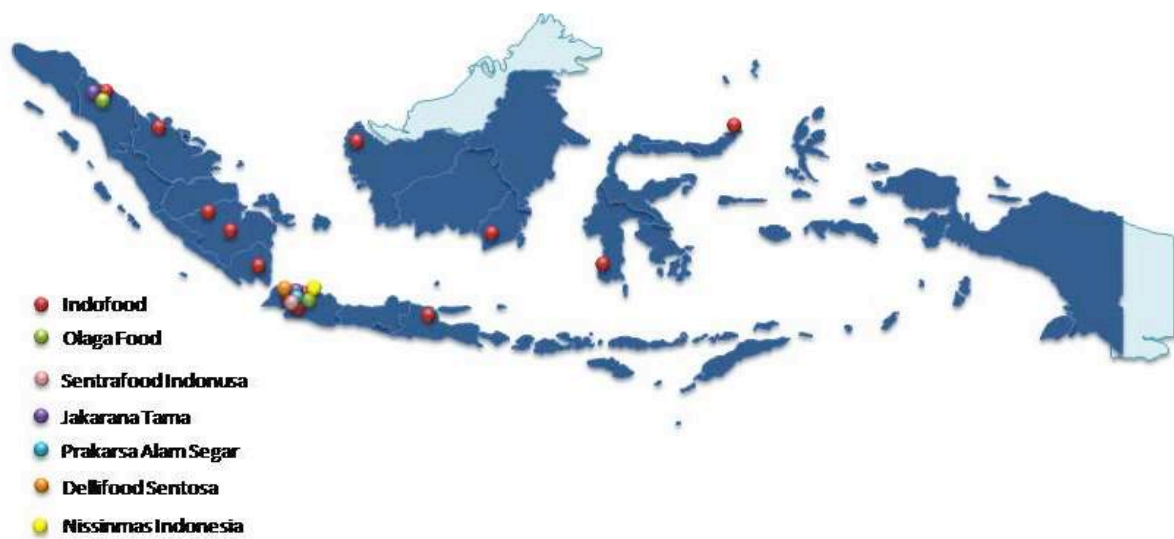 Indofood
Olaga Food
Sentrafood Indonusa
Jakarana Tama
Prakarsa Alam Segar
Dellifood Sentosa
Nissinmas Indonesia